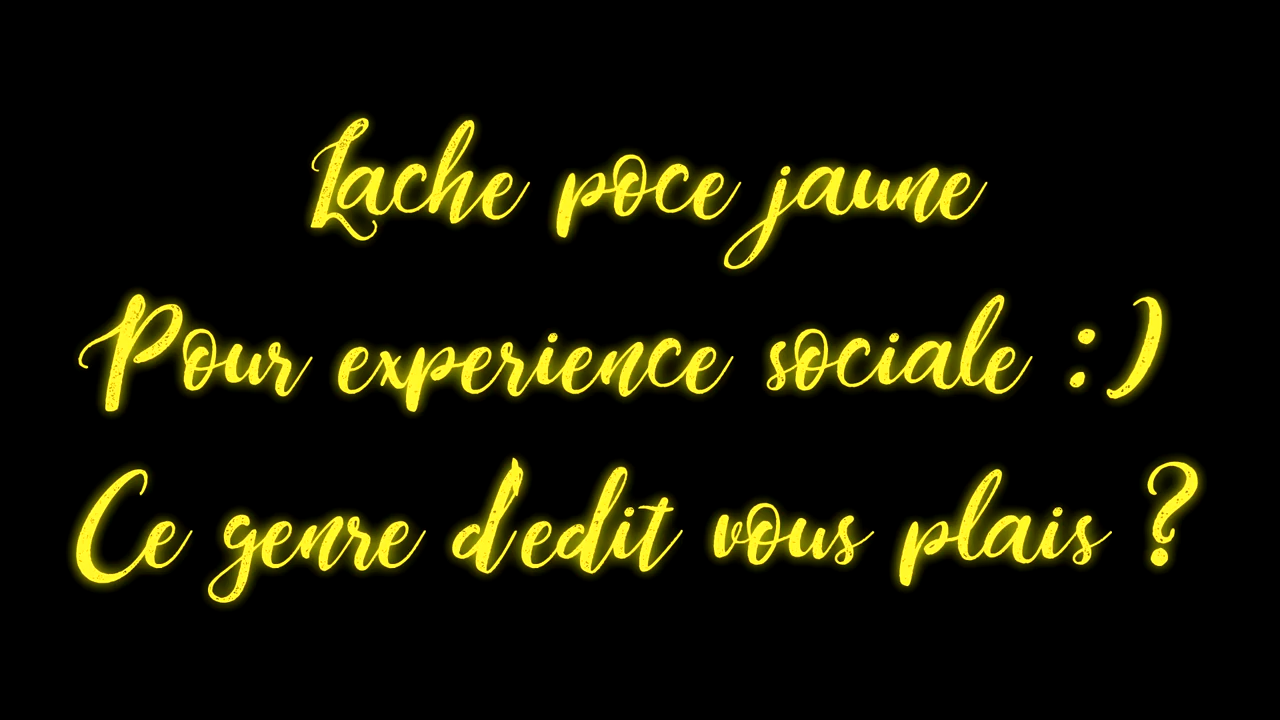 Lache poce jaune
Pour experience sociale :)
Ce genre d'edit vous plais ?